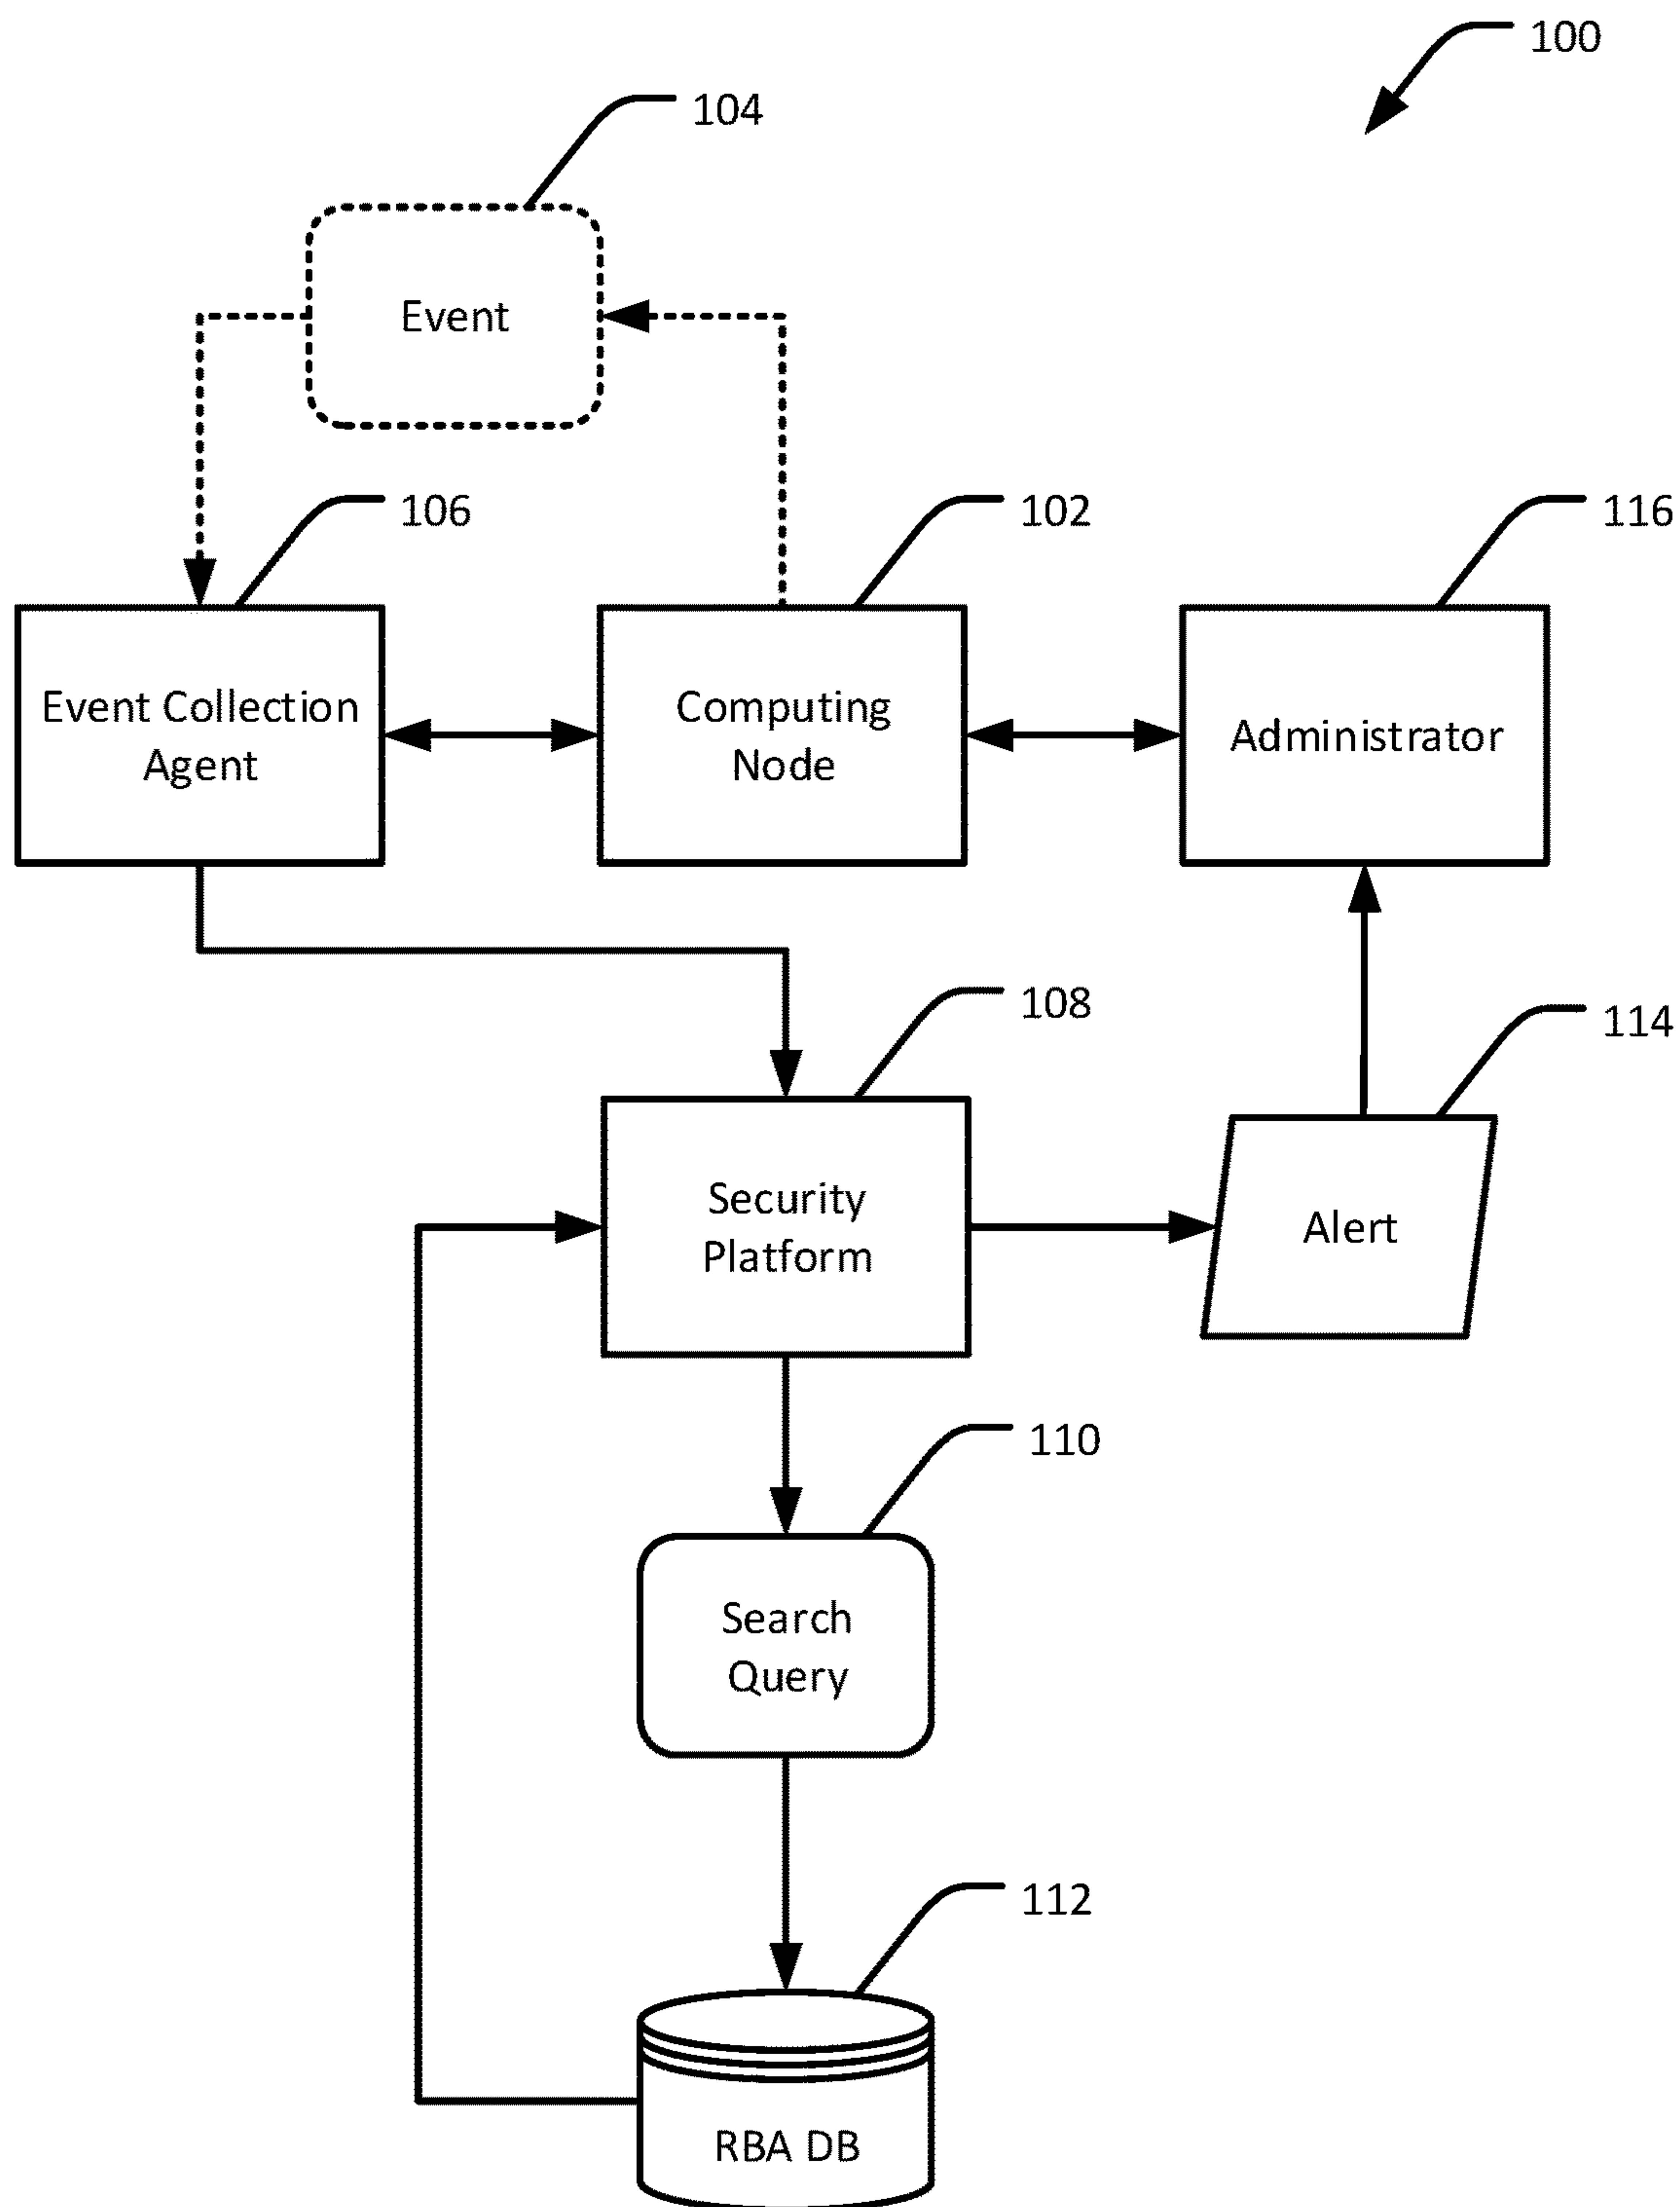 100
104
Event
106
102
116
Event Collection
Agent
Computing
Node
Administrator
108
114
Security
Platform
Alert
110
Search
Query
112
RBA DB